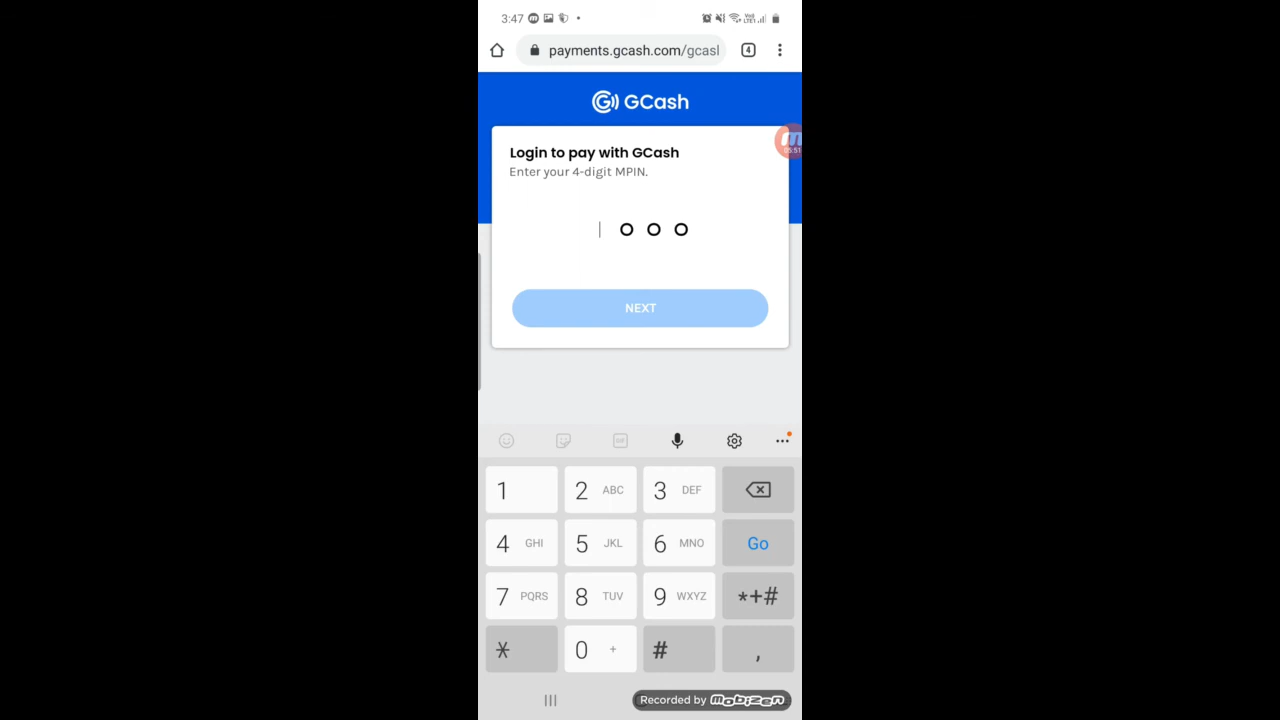 3:47
payments.gcash.com/gcasl
4
GCash
05:51
Login to pay with GCash
Enter your 4-digit MPIN.
NEXT
1
2 ABC
3 DEF
4 GHI
5 JKL
6 MNO
Go
7 PQRS
8 TUV
9 WXYZ
*+#
*
0 +
#
,
Recorded by mobizen